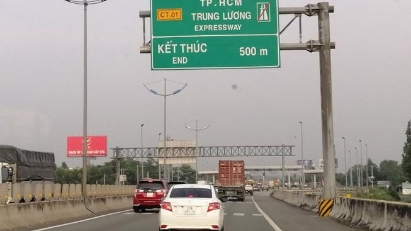 TP.HCM
CT.01
TRUNG LƯƠNG
EXPRESSWAY
KẾT THÚC 500 m
END